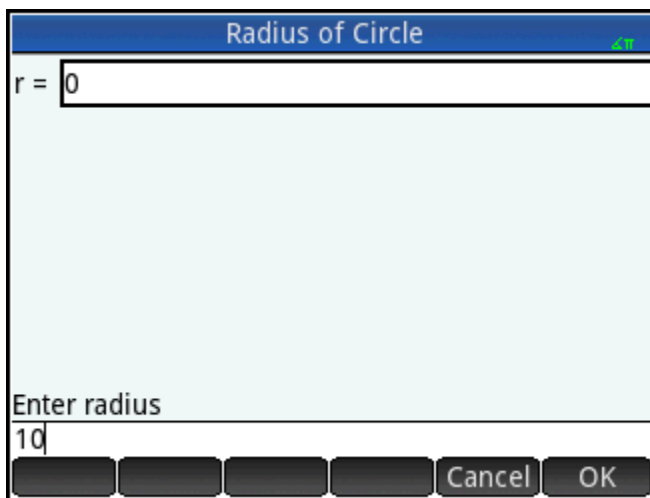 Radius of Circle
∡π
r = 0
Enter radius
10
Cancel OK